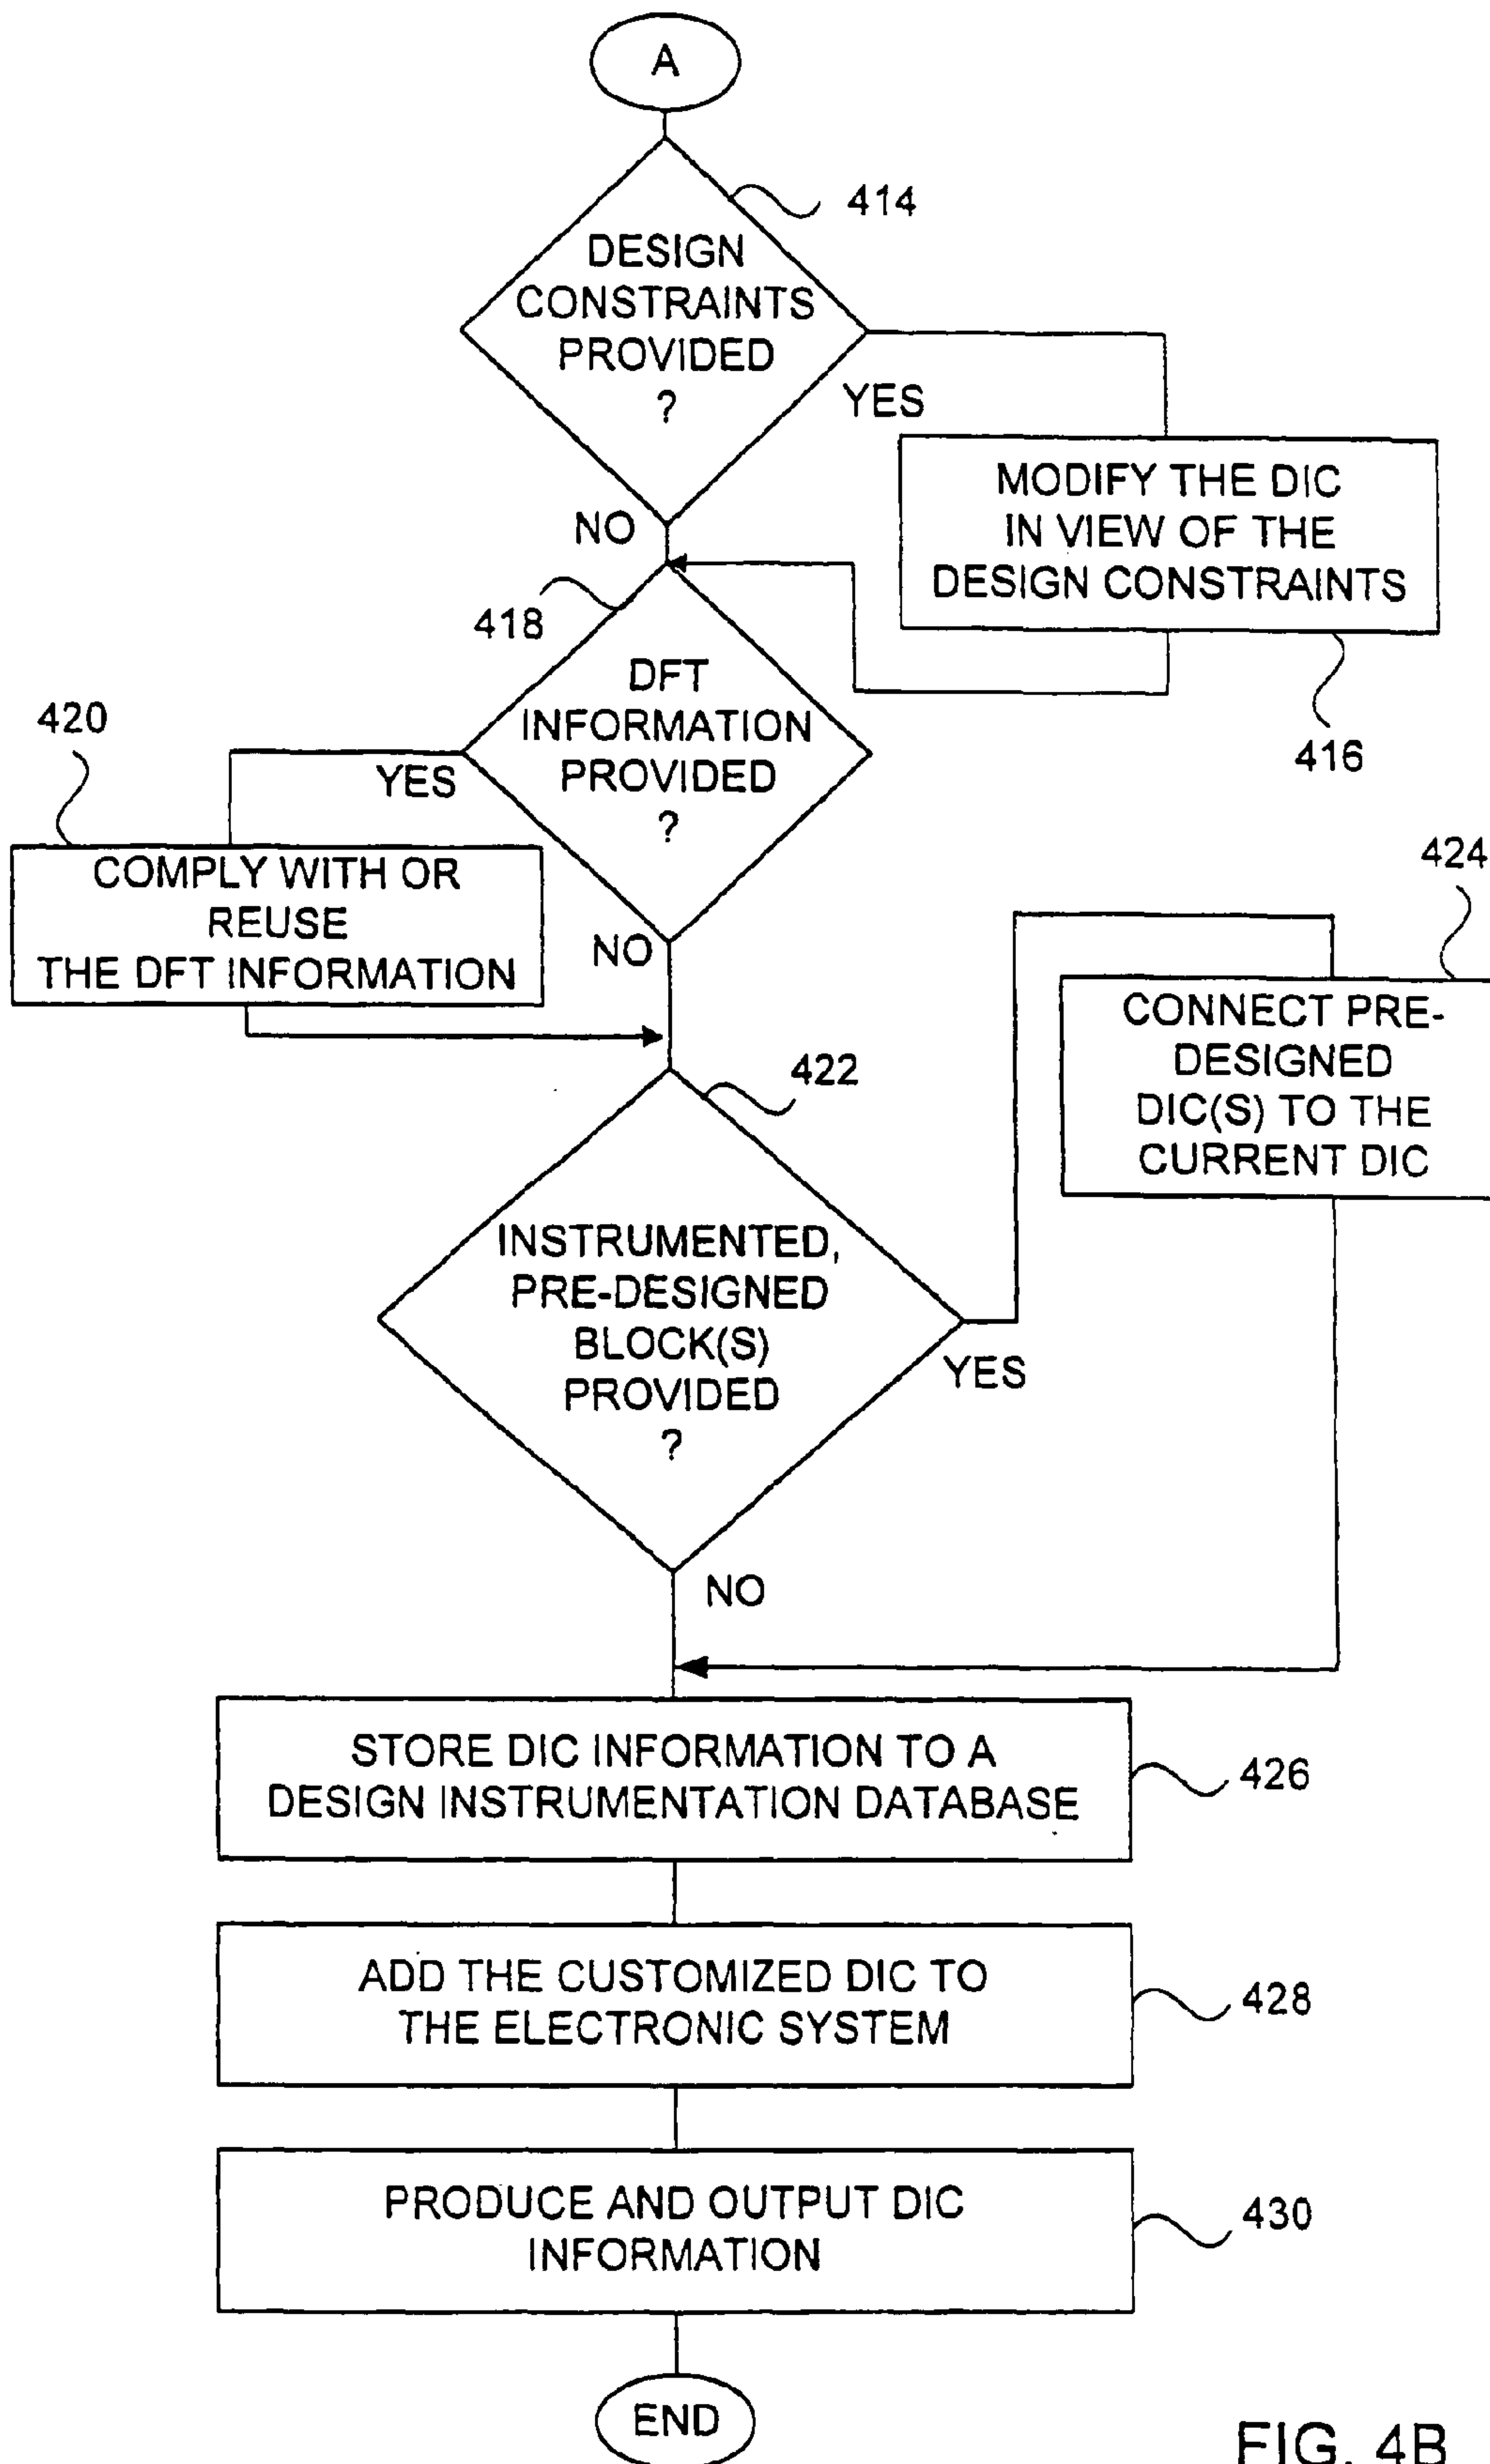 A
414
DESIGN
CONSTRAINTS
PROVIDED
?
YES
NO
MODIFY THE DIC
IN VIEW OF THE
DESIGN CONSTRAINTS
416
418
DFT
INFORMATION
PROVIDED
?
YES
NO
420
COMPLY WITH OR
REUSE
THE DFT INFORMATION
424
CONNECT PRE-
DESIGNED
DIC(S) TO THE
CURRENT DIC
422
INSTRUMENTED,
PRE-DESIGNED
BLOCK(S)
PROVIDED
?
YES
NO
STORE DIC INFORMATION TO A
DESIGN INSTRUMENTATION DATABASE
426
ADD THE CUSTOMIZED DIC TO
THE ELECTRONIC SYSTEM
428
PRODUCE AND OUTPUT DIC
INFORMATION
430
END
FIG. 4B